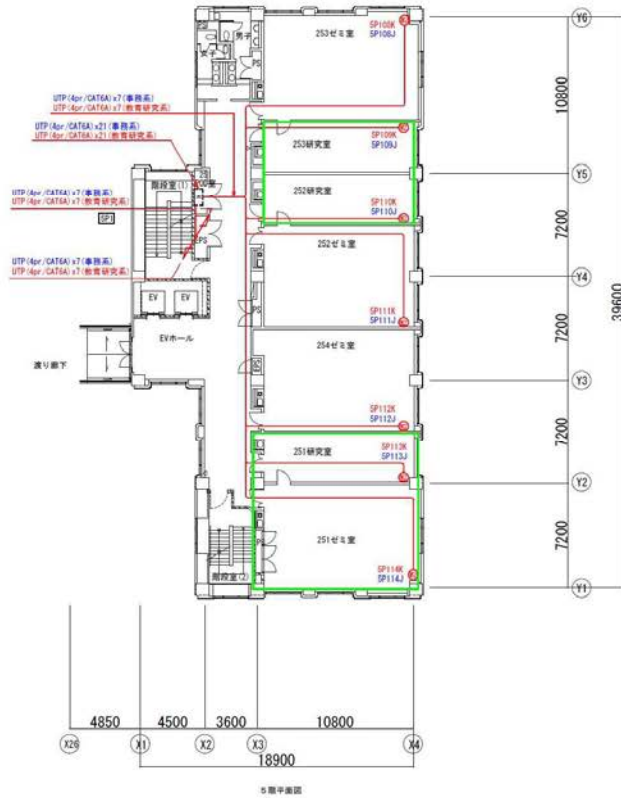 Y6
SP108K
SP108J
253ゼミ室
男子
女子
PS
10800
UTP(4pr/CAT6A)x7(事務系)
UTP(4pr/CAT6A)x7(教育研究系)
UTP(4pr/CAT6A)x21(事務系)
UTP(4pr/CAT6A)x21(教育研究系)
SP109K
SP109J
253研究室
Y5
階段室(1)
252研究室
SP110K
SP110J
UTP(4pr/CAT6A)x7(事務系)
UTP(4pr/CAT6A)x7(教育研究系)
SP1
EPS
252ゼミ室
7200
UTP(4pr/CAT6A)x7(事務系)
UTP(4pr/CAT6A)x7(教育研究系)
Y4
39600
EV
EV
PS
SP111K
SP111J
7200
EVホール
254ゼミ室
EPS
渡り廊下
Y3
SP112K
SP112J
7200
251研究室
SP113K
SP113J
Y2
251ゼミ室
7200
階段室(2)
SP114K
SP114J
Y1
4850
4500
3600
10800
X26
X1
X2
X3
X4
18900
5階平面図